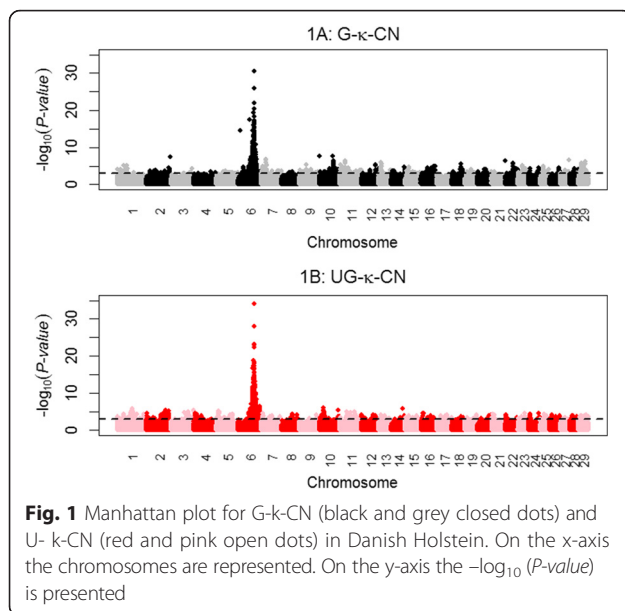 1A: G-κ-CN
-log₁₀(P-value)
30
20
10
0
1 2 3 4 5 6 7 8 9 10 11 12 13 14 15 16 17 18 19 20 21 22 23 24 25 26 27 28 29
Chromosome
1B: UG-κ-CN
-log₁₀(P-value)
30
20
10
0
1 2 3 4 5 6 7 8 9 10 11 12 13 14 15 16 17 18 19 20 21 22 23 24 25 26 27 28 29
Chromosome
Fig. 1 Manhattan plot for G-k-CN (black and grey closed dots) and
U- k-CN (red and pink open dots) in Danish Holstein. On the x-axis
the chromosomes are represented. On the y-axis the –log₁₀ (P-value)
is presented